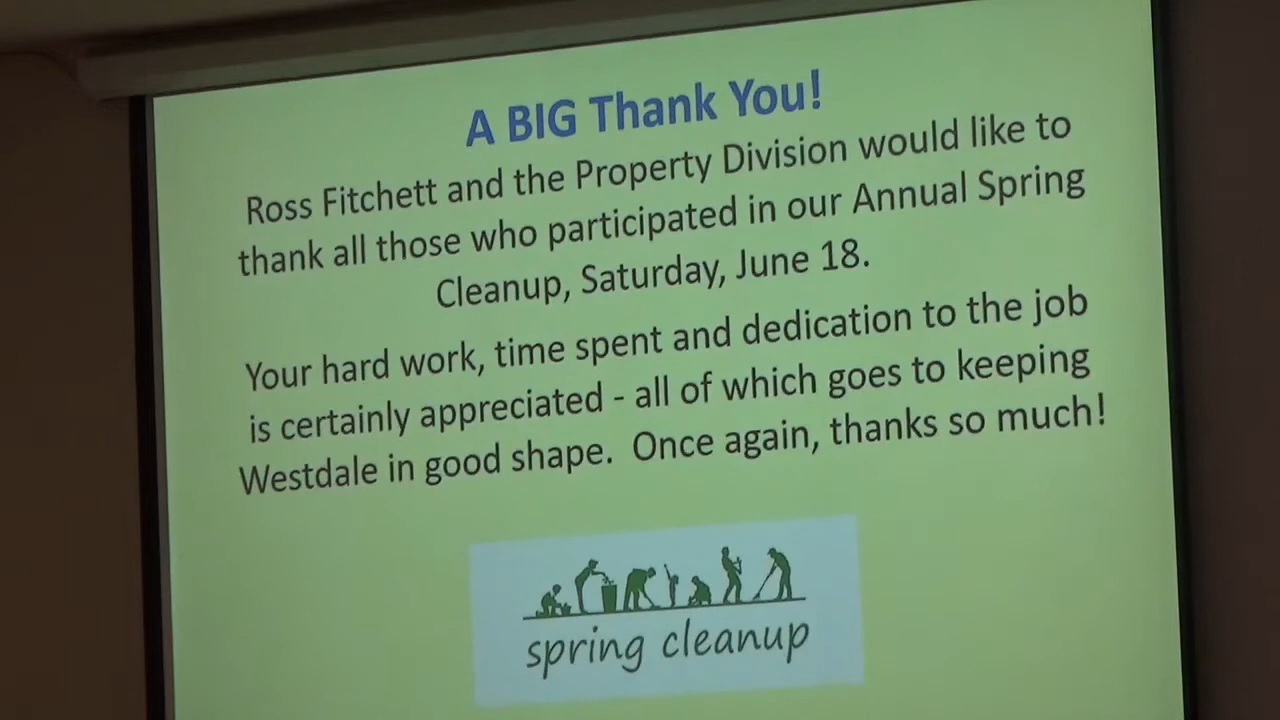 A BIG Thank You!
Ross Fitchett and the Property Division would like to
thank all those who participated in our Annual Spring
Cleanup, Saturday, June 18.
Your hard work, time spent and dedication to the job
is certainly appreciated - all of which goes to keeping
Westdale in good shape.  Once again, thanks so much!
spring cleanup